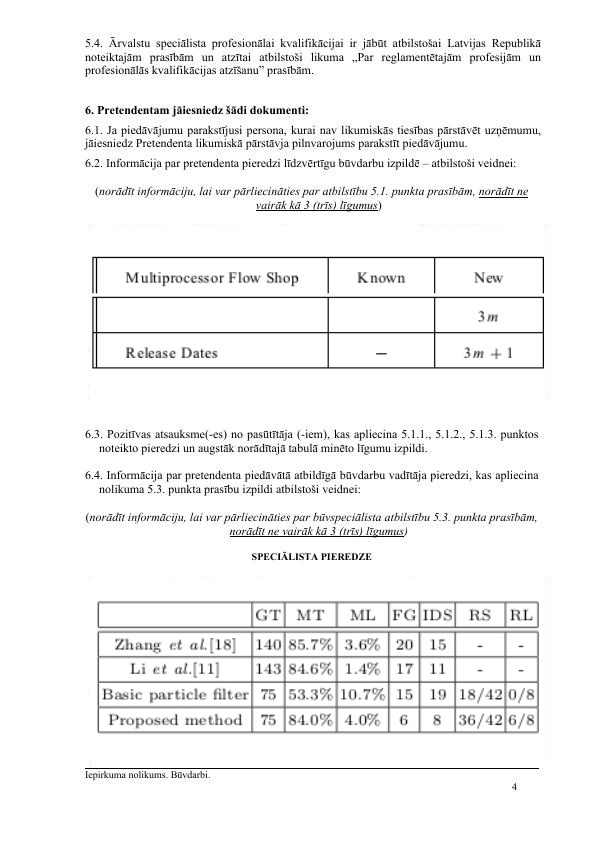 5.4. Ārvalstu speciālista profesionālai kvalifikācijai ir jābūt atbilstošai Latvijas Republikā
noteiktajām prasībām un atzītai atbilstoši likuma „Par reglamentētajām profesijām un
profesionālās kvalifikācijas atzīšanu” prasībām.
6. Pretendentam jāiesniedz šādi dokumenti:
6.1. Ja piedāvājumu parakstījusi persona, kurai nav likumiskās tiesības pārstāvēt uzņēmumu,
jāiesniedz Pretendenta likumiskā pārstāvja pilnvarojums parakstīt piedāvājumu.
6.2. Informācija par pretendenta pieredzi līdzvērtīgu būvdarbu izpildē – atbilstoši veidnei:
(norādīt informāciju, lai var pārliecināties par atbilstību 5.1. punkta prasībām, norādīt ne
vairāk kā 3 (trīs) līgumus)
Multiprocessor Flow Shop Known New
3m
Release Dates — 3m + 1
6.3. Pozitīvas atsauksme(-es) no pasūtītāja (-iem), kas apliecina 5.1.1., 5.1.2., 5.1.3. punktos
noteikto pieredzi un augstāk norādītajā tabulā minēto līgumu izpildi.
6.4. Informācija par pretendenta piedāvātā atbildīgā būvdarbu vadītāja pieredzi, kas apliecina
nolikuma 5.3. punkta prasību izpildi atbilstoši veidnei:
(norādīt informāciju, lai var pārliecināties par būvspeciālista atbilstību 5.3. punkta prasībām,
norādīt ne vairāk kā 3 (trīs) līgumus)
SPECIĀLISTA PIEREDZE
GT MT ML FG IDS RS RL
Zhang et al.[18] 140 85.7% 3.6% 20 15 - -
Li et al.[11] 143 84.6% 1.4% 17 11 - -
Basic particle filter 75 53.3% 10.7% 15 19 18/42 0/8
Proposed method 75 84.0% 4.0% 6 8 36/42 6/8
Iepirkuma nolikums. Būvdarbi.
4